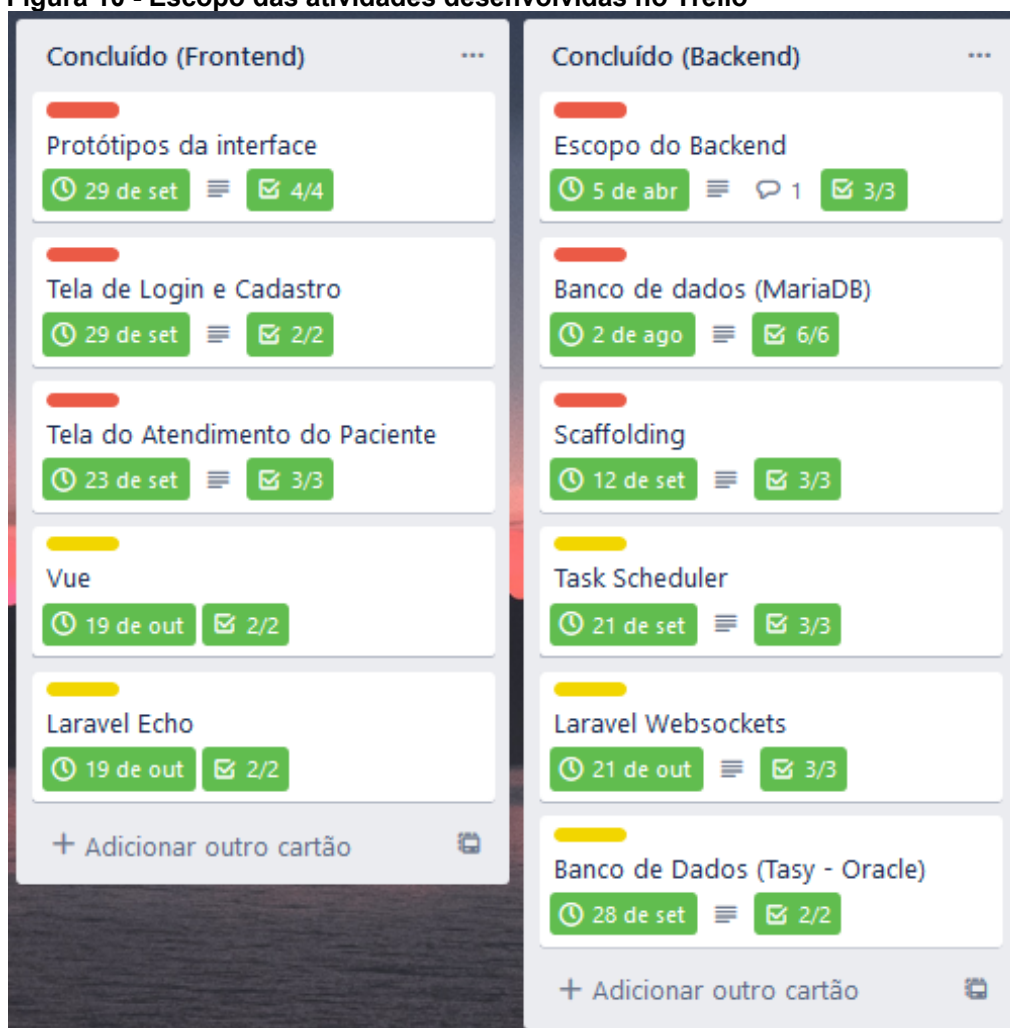 Figura 10 - Escopo das atividades desenvolvidas no Trello
Concluído (Frontend)
Protótipos da interface
29 de set 4/4
Tela de Login e Cadastro
29 de set 2/2
Tela do Atendimento do Paciente
23 de set 3/3
Vue
19 de out 2/2
Laravel Echo
19 de out 2/2
+ Adicionar outro cartão
Concluído (Backend)
Escopo do Backend
5 de abr 1 3/3
Banco de dados (MariaDB)
2 de ago 6/6
Scaffolding
12 de set 3/3
Task Scheduler
21 de set 3/3
Laravel Websockets
21 de out 3/3
Banco de Dados (Tasy - Oracle)
28 de set 2/2
+ Adicionar outro cartão